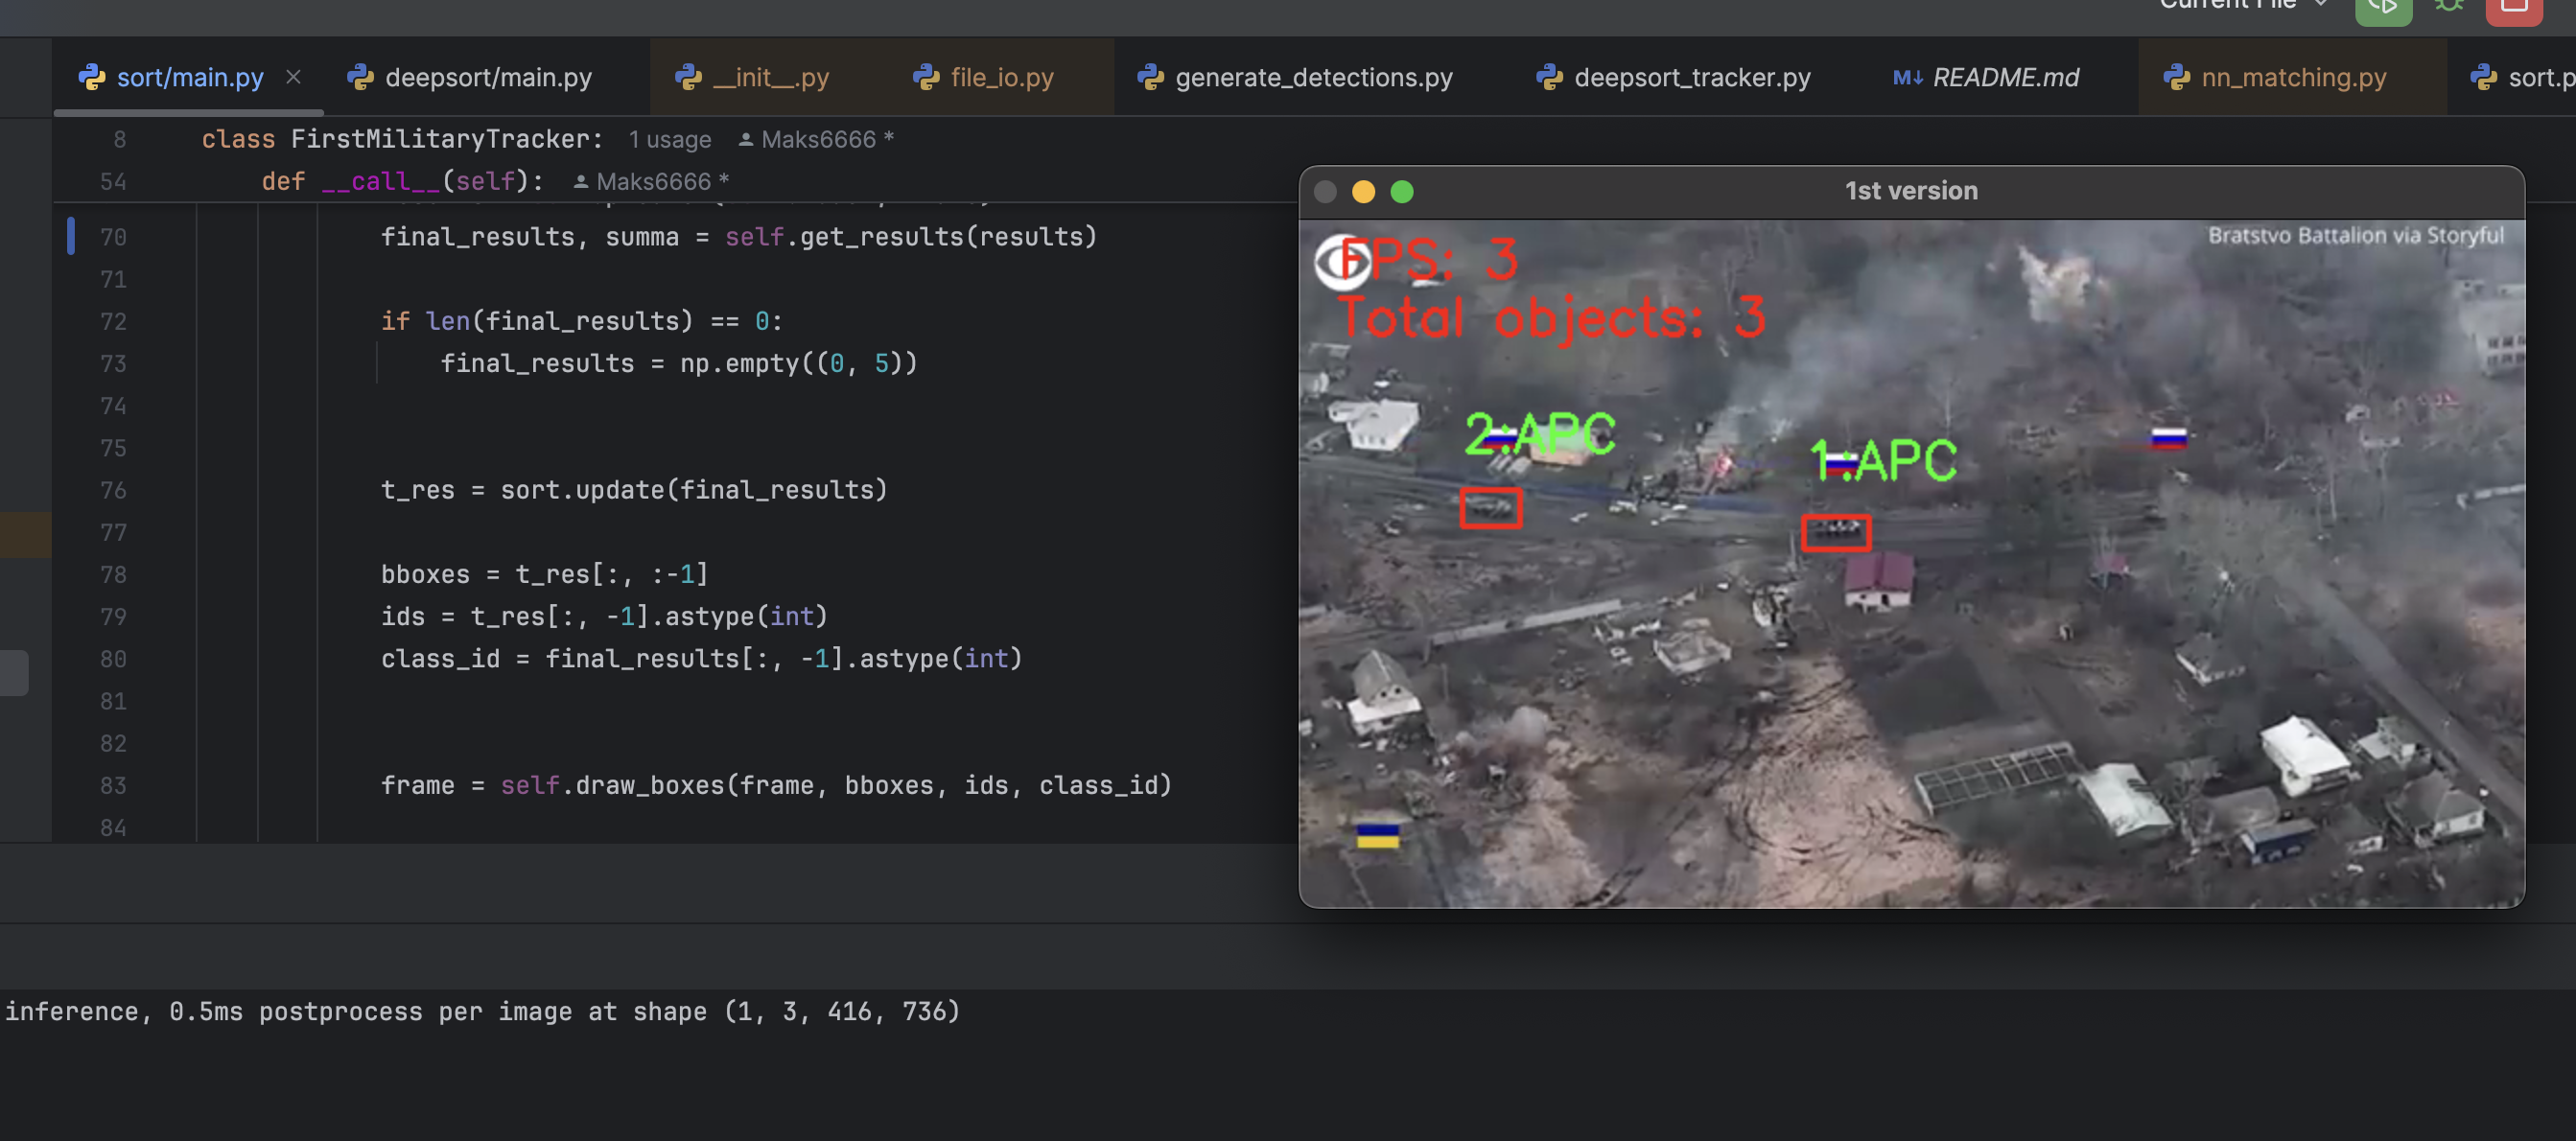 Current File
sort/main.py
deepsort/main.py
__init__.py
file_io.py
generate_detections.py
deepsort_tracker.py
M↓ README.md
nn_matching.py
sort.p
8 class FirstMilitaryTracker: 1 usage Maks6666 *
54 def __call__(self): Maks6666 *
70 final_results, summa = self.get_results(results)
71
72 if len(final_results) == 0:
73 final_results = np.empty((0, 5))
74
75
76 t_res = sort.update(final_results)
77
78 bboxes = t_res[:, :-1]
79 ids = t_res[:, -1].astype(int)
80 class_id = final_results[:, -1].astype(int)
81
82
83 frame = self.draw_boxes(frame, bboxes, ids, class_id)
84
1st version
Bratstvo Battalion via Storyful
FPS: 3
Total objects: 3
2:APC
1:APC
inference, 0.5ms postprocess per image at shape (1, 3, 416, 736)